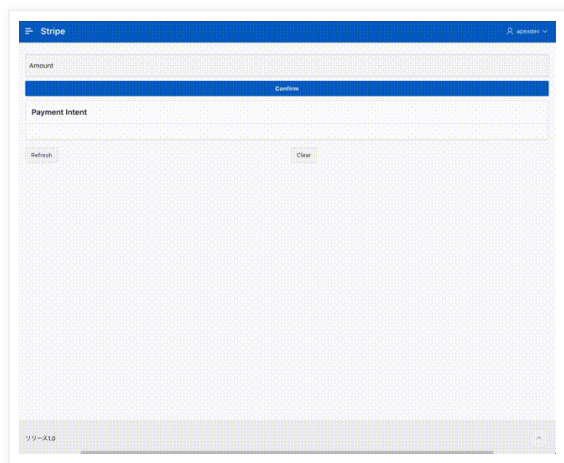 Stripe
apexdev
Amount
Confirm
Payment Intent
Refresh
Clear
リリース1.0